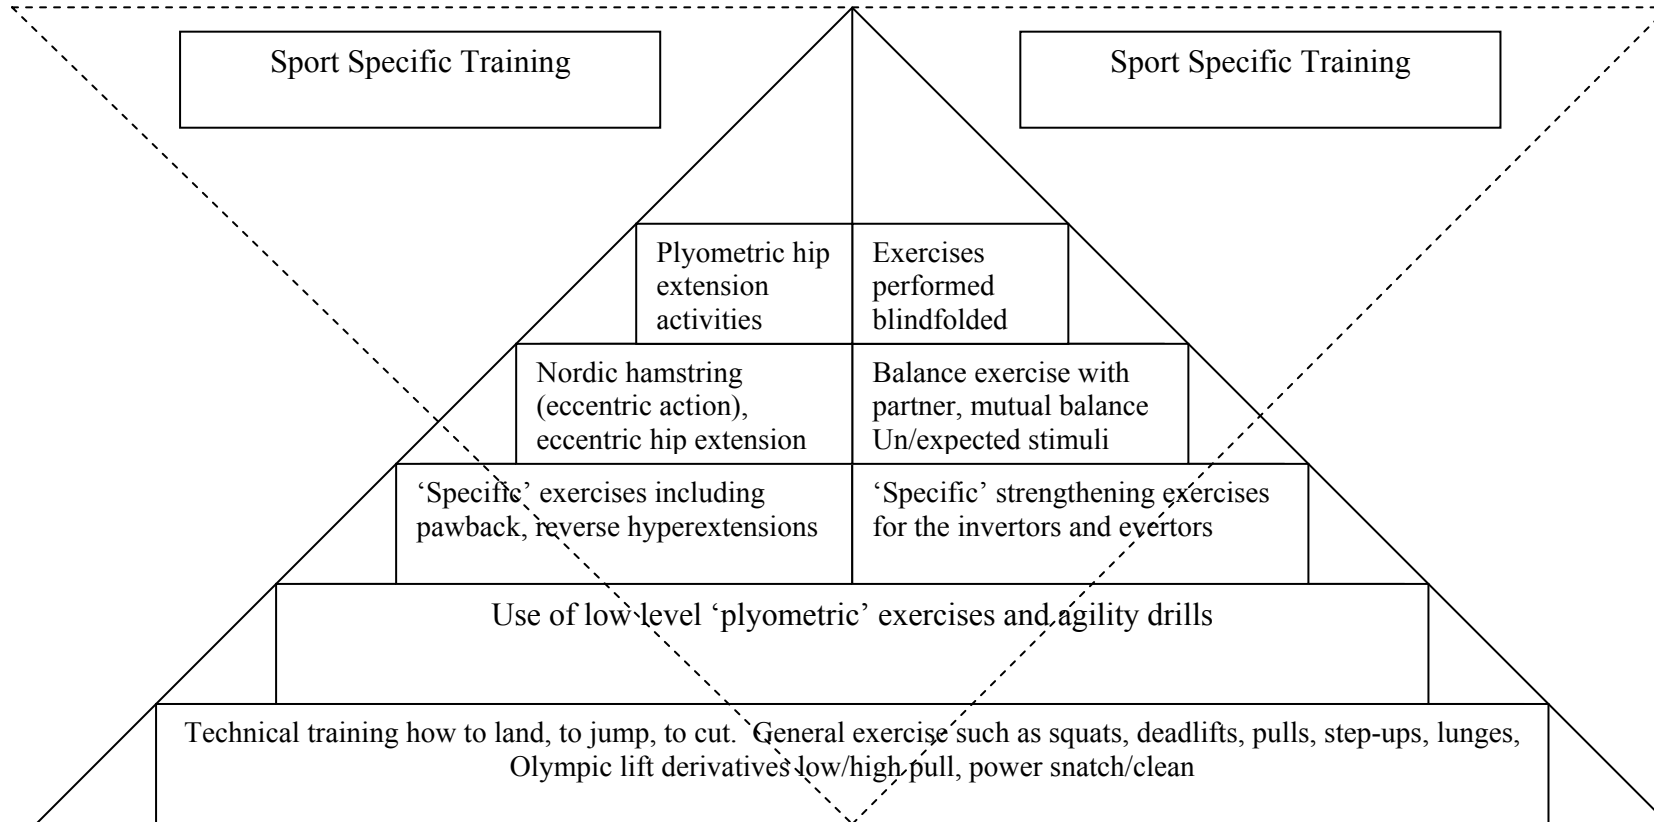 Sport Specific Training
Sport Specific Training
Plyometric hip
extension
activities
Exercises
performed
blindfolded
Nordic hamstring
(eccentric action),
eccentric hip extension
Balance exercise with
partner, mutual balance
Un/expected stimuli
‘Specific’ exercises including
pawback, reverse hyperextensions
‘Specific’ strengthening exercises
for the invertors and evertors
Use of low level ‘plyometric’ exercises and agility drills
Technical training how to land, to jump, to cut.  General exercise such as squats, deadlifts, pulls, step-ups, lunges,
Olympic lift derivatives low/high pull, power snatch/clean